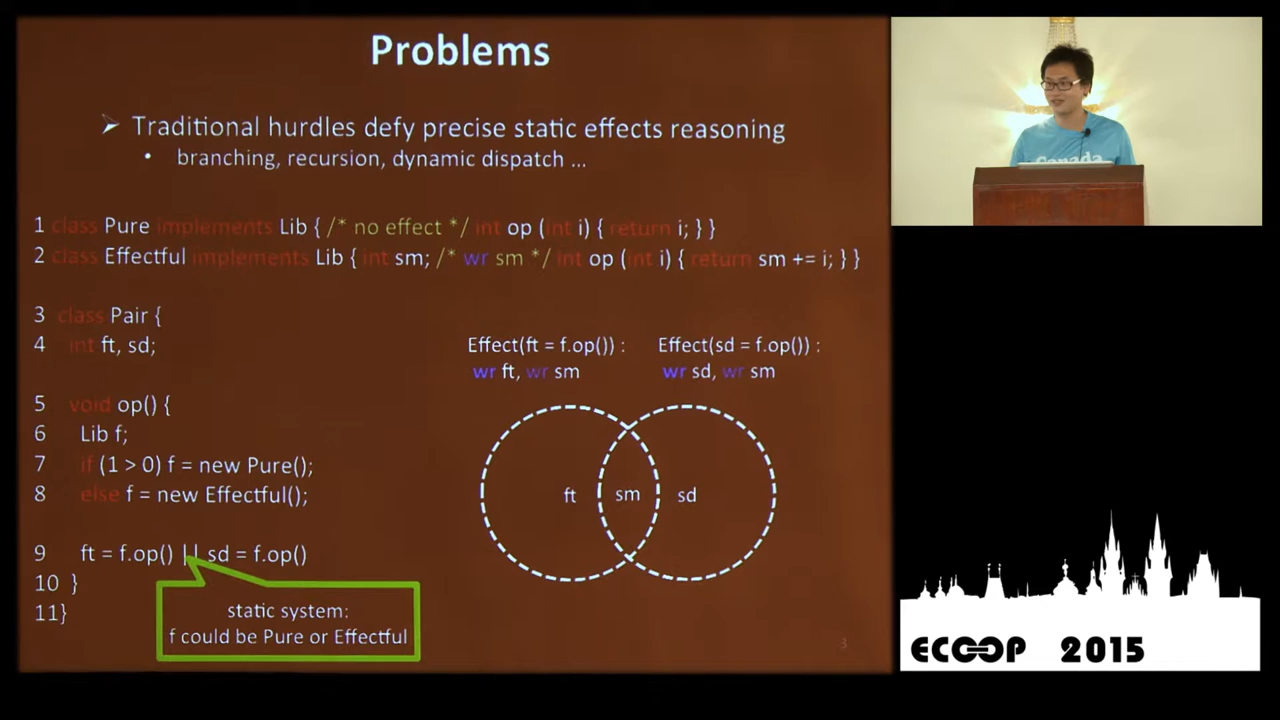 Problems
➢ Traditional hurdles defy precise static effects reasoning
• branching, recursion, dynamic dispatch ...
1 class Pure implements Lib { /* no effect */ int op (int i) { return i; } }
2 class Effectful implements Lib { int sm; /* wr sm */ int op (int i) { return sm += i; } }
3 class Pair {
4 int ft, sd;
5 void op() {
6 Lib f;
7 if (1 > 0) f = new Pure();
8 else f = new Effectful();
9 ft = f.op() || sd = f.op()
10 }
11}
static system:
f could be Pure or Effectful
Effect(ft = f.op()) :
wr ft, wr sm
Effect(sd = f.op()) :
wr sd, wr sm
ft
sm
sd
3
Canada
ECOOP 2015